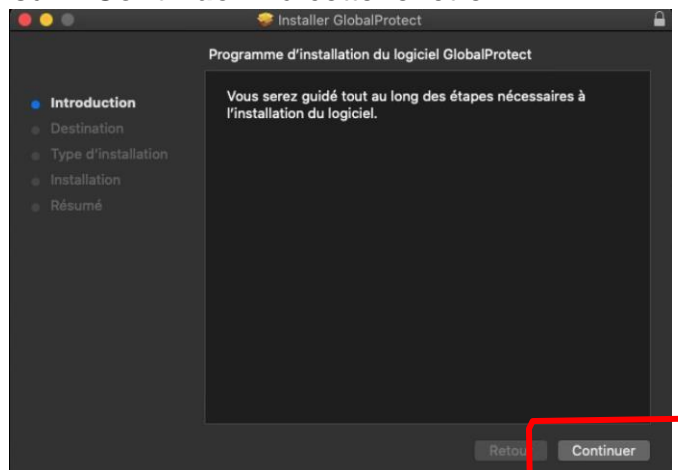 Installer GlobalProtect
Programme d'installation du logiciel GlobalProtect
Introduction
Destination
Type d'installation
Installation
Résumé
Vous serez guidé tout au long des étapes nécessaires à
l'installation du logiciel.
Retour
Continuer